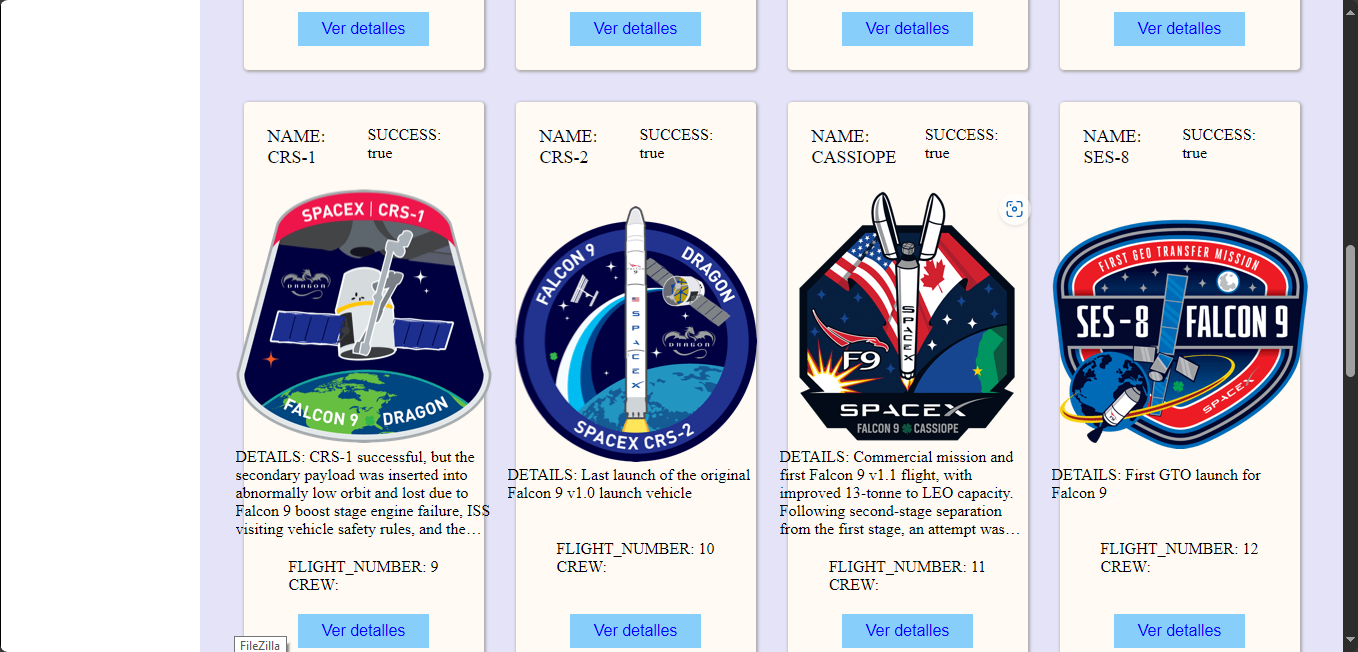 Ver detalles
Ver detalles
Ver detalles
Ver detalles
NAME:
CRS-1
SUCCESS:
true
SPACEX | CRS-1
DRAGON
FALCON 9 DRAGON
DETAILS: CRS-1 successful, but the
secondary payload was inserted into
abnormally low orbit and lost due to
Falcon 9 boost stage engine failure, ISS
visiting vehicle safety rules, and the…
FLIGHT_NUMBER: 9
CREW:
Ver detalles
NAME:
CRS-2
SUCCESS:
true
FALCON 9 DRAGON
SPACEX
DRAGON
SPACEX CRS-2
DETAILS: Last launch of the original
Falcon 9 v1.0 launch vehicle
FLIGHT_NUMBER: 10
CREW:
Ver detalles
NAME:
CASSIOPE
SUCCESS:
true
SPACEX
F9
SPACEX
FALCON 9 CASSIOPE
DETAILS: Commercial mission and
first Falcon 9 v1.1 flight, with
improved 13-tonne to LEO capacity.
Following second-stage separation
from the first stage, an attempt was…
FLIGHT_NUMBER: 11
CREW:
Ver detalles
NAME:
SES-8
SUCCESS:
true
FIRST GEO TRANSFER MISSION
SES-8 FALCON 9
SPACEX
DETAILS: First GTO launch for
Falcon 9
FLIGHT_NUMBER: 12
CREW:
Ver detalles
FileZilla